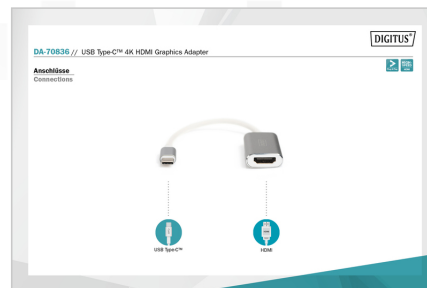 DIGITUS®
DA-70836 // USB Type-C™ 4K HDMI Graphics Adapter
Anschlüsse
Connections
USB Type-C™
HDMI